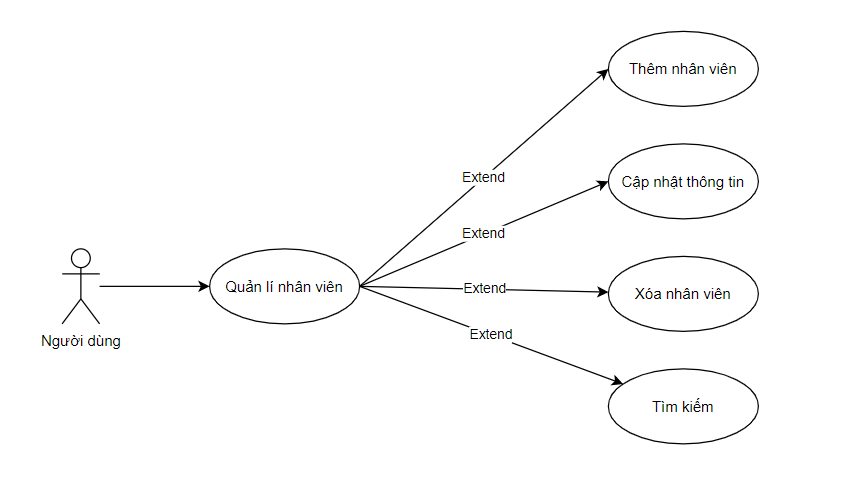 Thêm nhân viên
Extend
Cập nhật thông tin
Extend
Quản lí nhân viên
Extend
Xóa nhân viên
Extend
Người dùng
Tìm kiếm